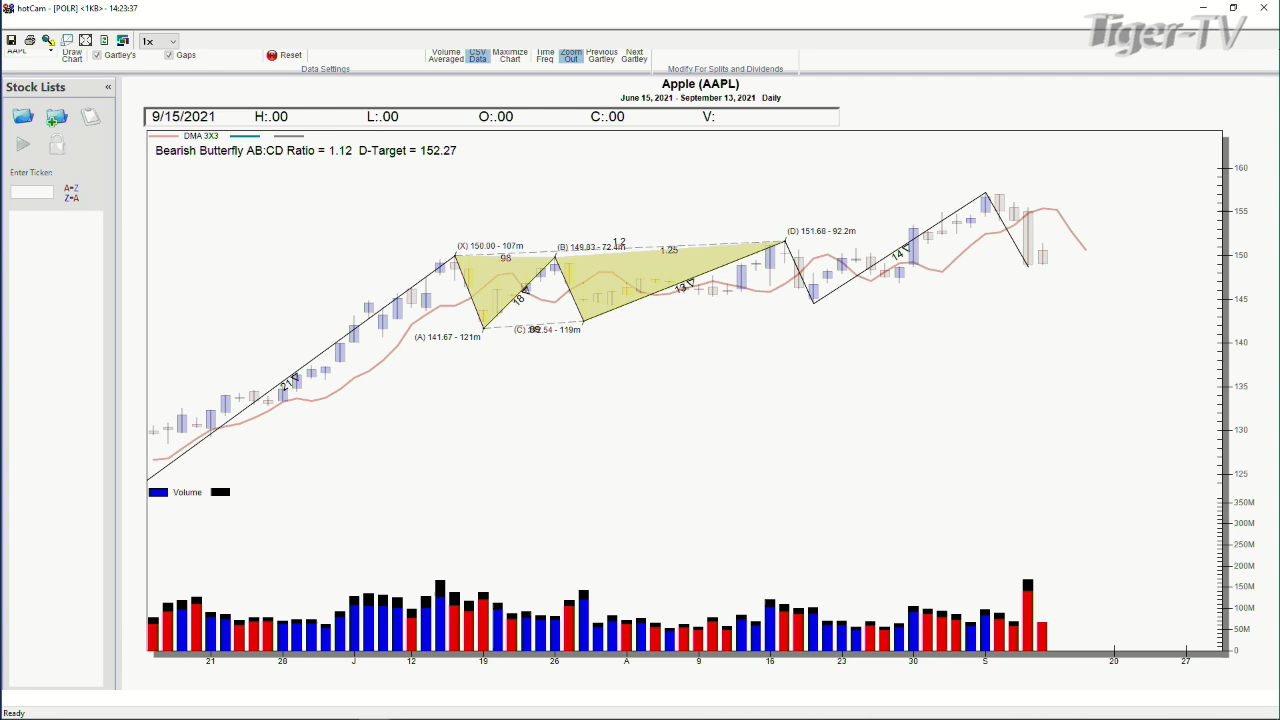 hotCam - [POLR] <1KB> - 14:23:37
Tiger-TV
1x
AAPL
Draw Chart
Gartley's
Gaps
Reset
Volume Averaged
CSV Data
Maximize Chart
Time Freq
Zoom Out
Previous Gartley
Next Gartley
Data Settings
Modify For Splits and Dividends
Stock Lists «
Enter Ticker:
A=Z
Z=A
Apple (AAPL)
June 15, 2021 - September 13, 2021 Daily
9/15/2021 H:.00 L:.00 O:.00 C:.00 V:
DMA 3X3
Bearish Butterfly AB:CD Ratio = 1.12 D-Target = 152.27
(X) 150.00 - 107m
(B) 149.83 - 72.4m
1.2
1.25
(D) 151.68 - 92.2m
.98
(A) 141.67 - 121m
160
155
150
145
140
135
130
125
Volume
350M
300M
250M
200M
150M
100M
50M
0
21 28 J 12 19 26 A 9 16 23 30 S 20 27
Ready